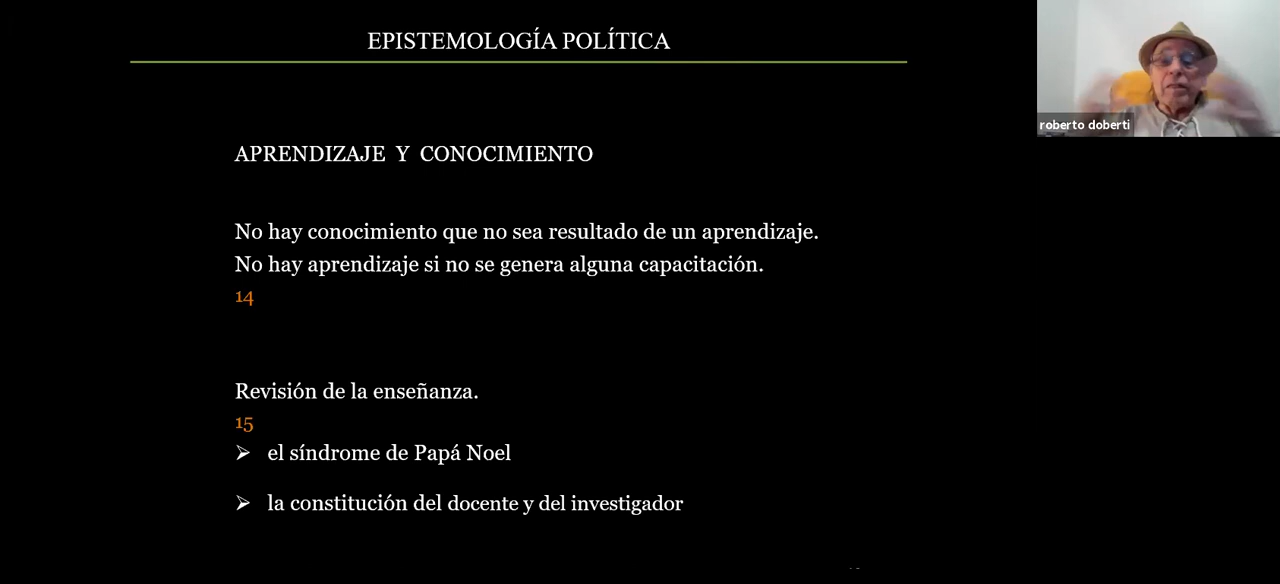 EPISTEMOLOGÍA POLÍTICA
roberto doberti
APRENDIZAJE Y CONOCIMIENTO
No hay conocimiento que no sea resultado de un aprendizaje.
No hay aprendizaje si no se genera alguna capacitación.
14
Revisión de la enseñanza.
15
➢ el síndrome de Papá Noel
➢ la constitución del docente y del investigador